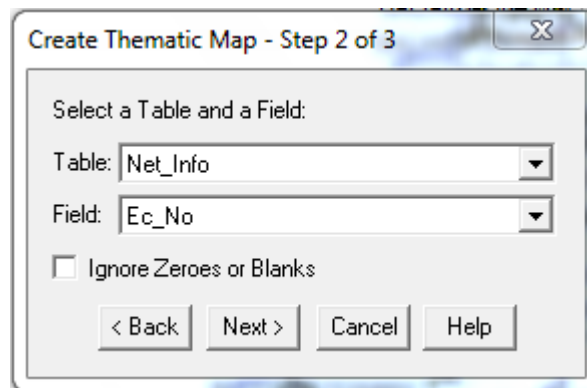 Create Thematic Map - Step 2 of 3
Select a Table and a Field:
Table: Net_Info
Field: Ec_No
Ignore Zeroes or Blanks
< Back Next > Cancel Help